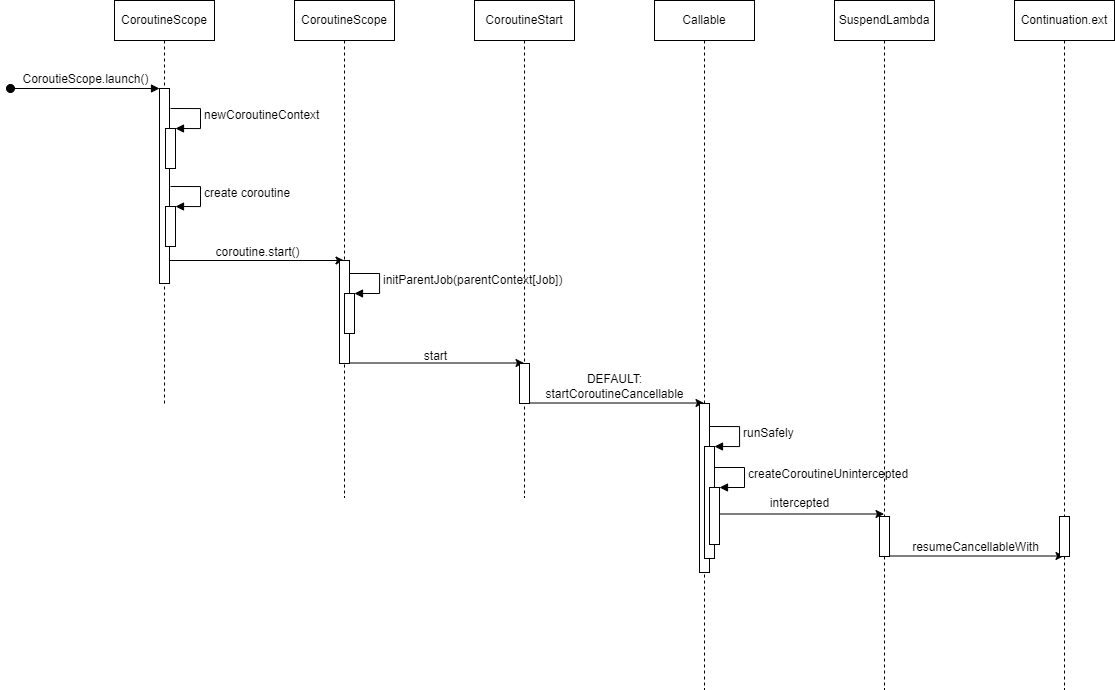 CoroutineScope
CoroutineScope
CoroutineStart
Callable
SuspendLambda
Continuation.ext
CoroutieScope.launch()
newCoroutineContext
create coroutine
coroutine.start()
initParentJob(parentContext[Job])
start
DEFAULT:
startCoroutineCancellable
runSafely
createCoroutineUnintercepted
intercepted
resumeCancellableWith